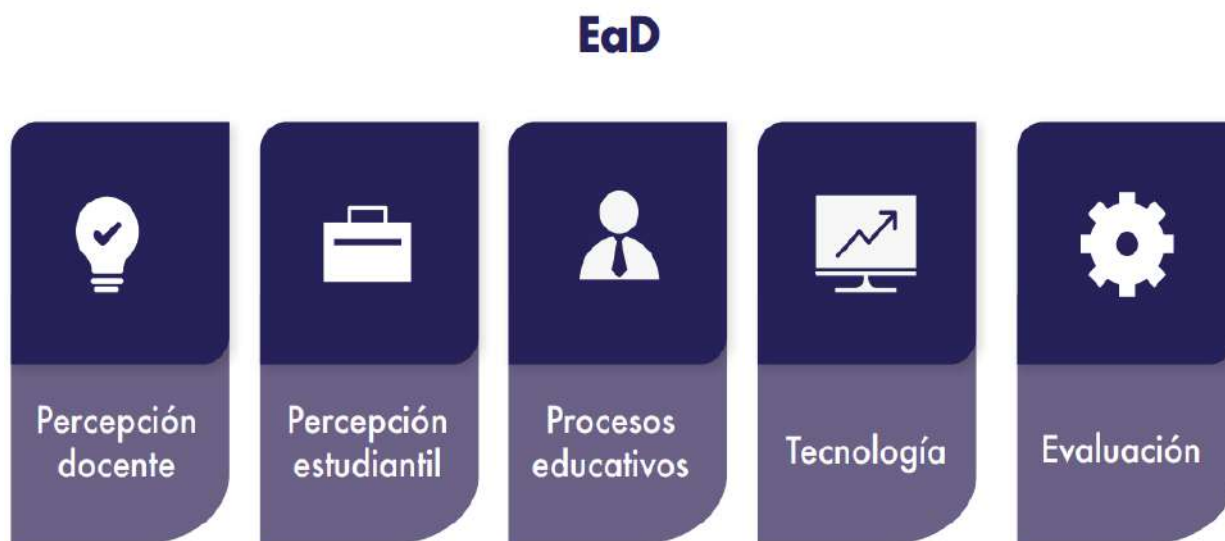 EaD
Percepción
docente
Percepción
estudiantil
Procesos
educativos
Tecnología
Evaluación